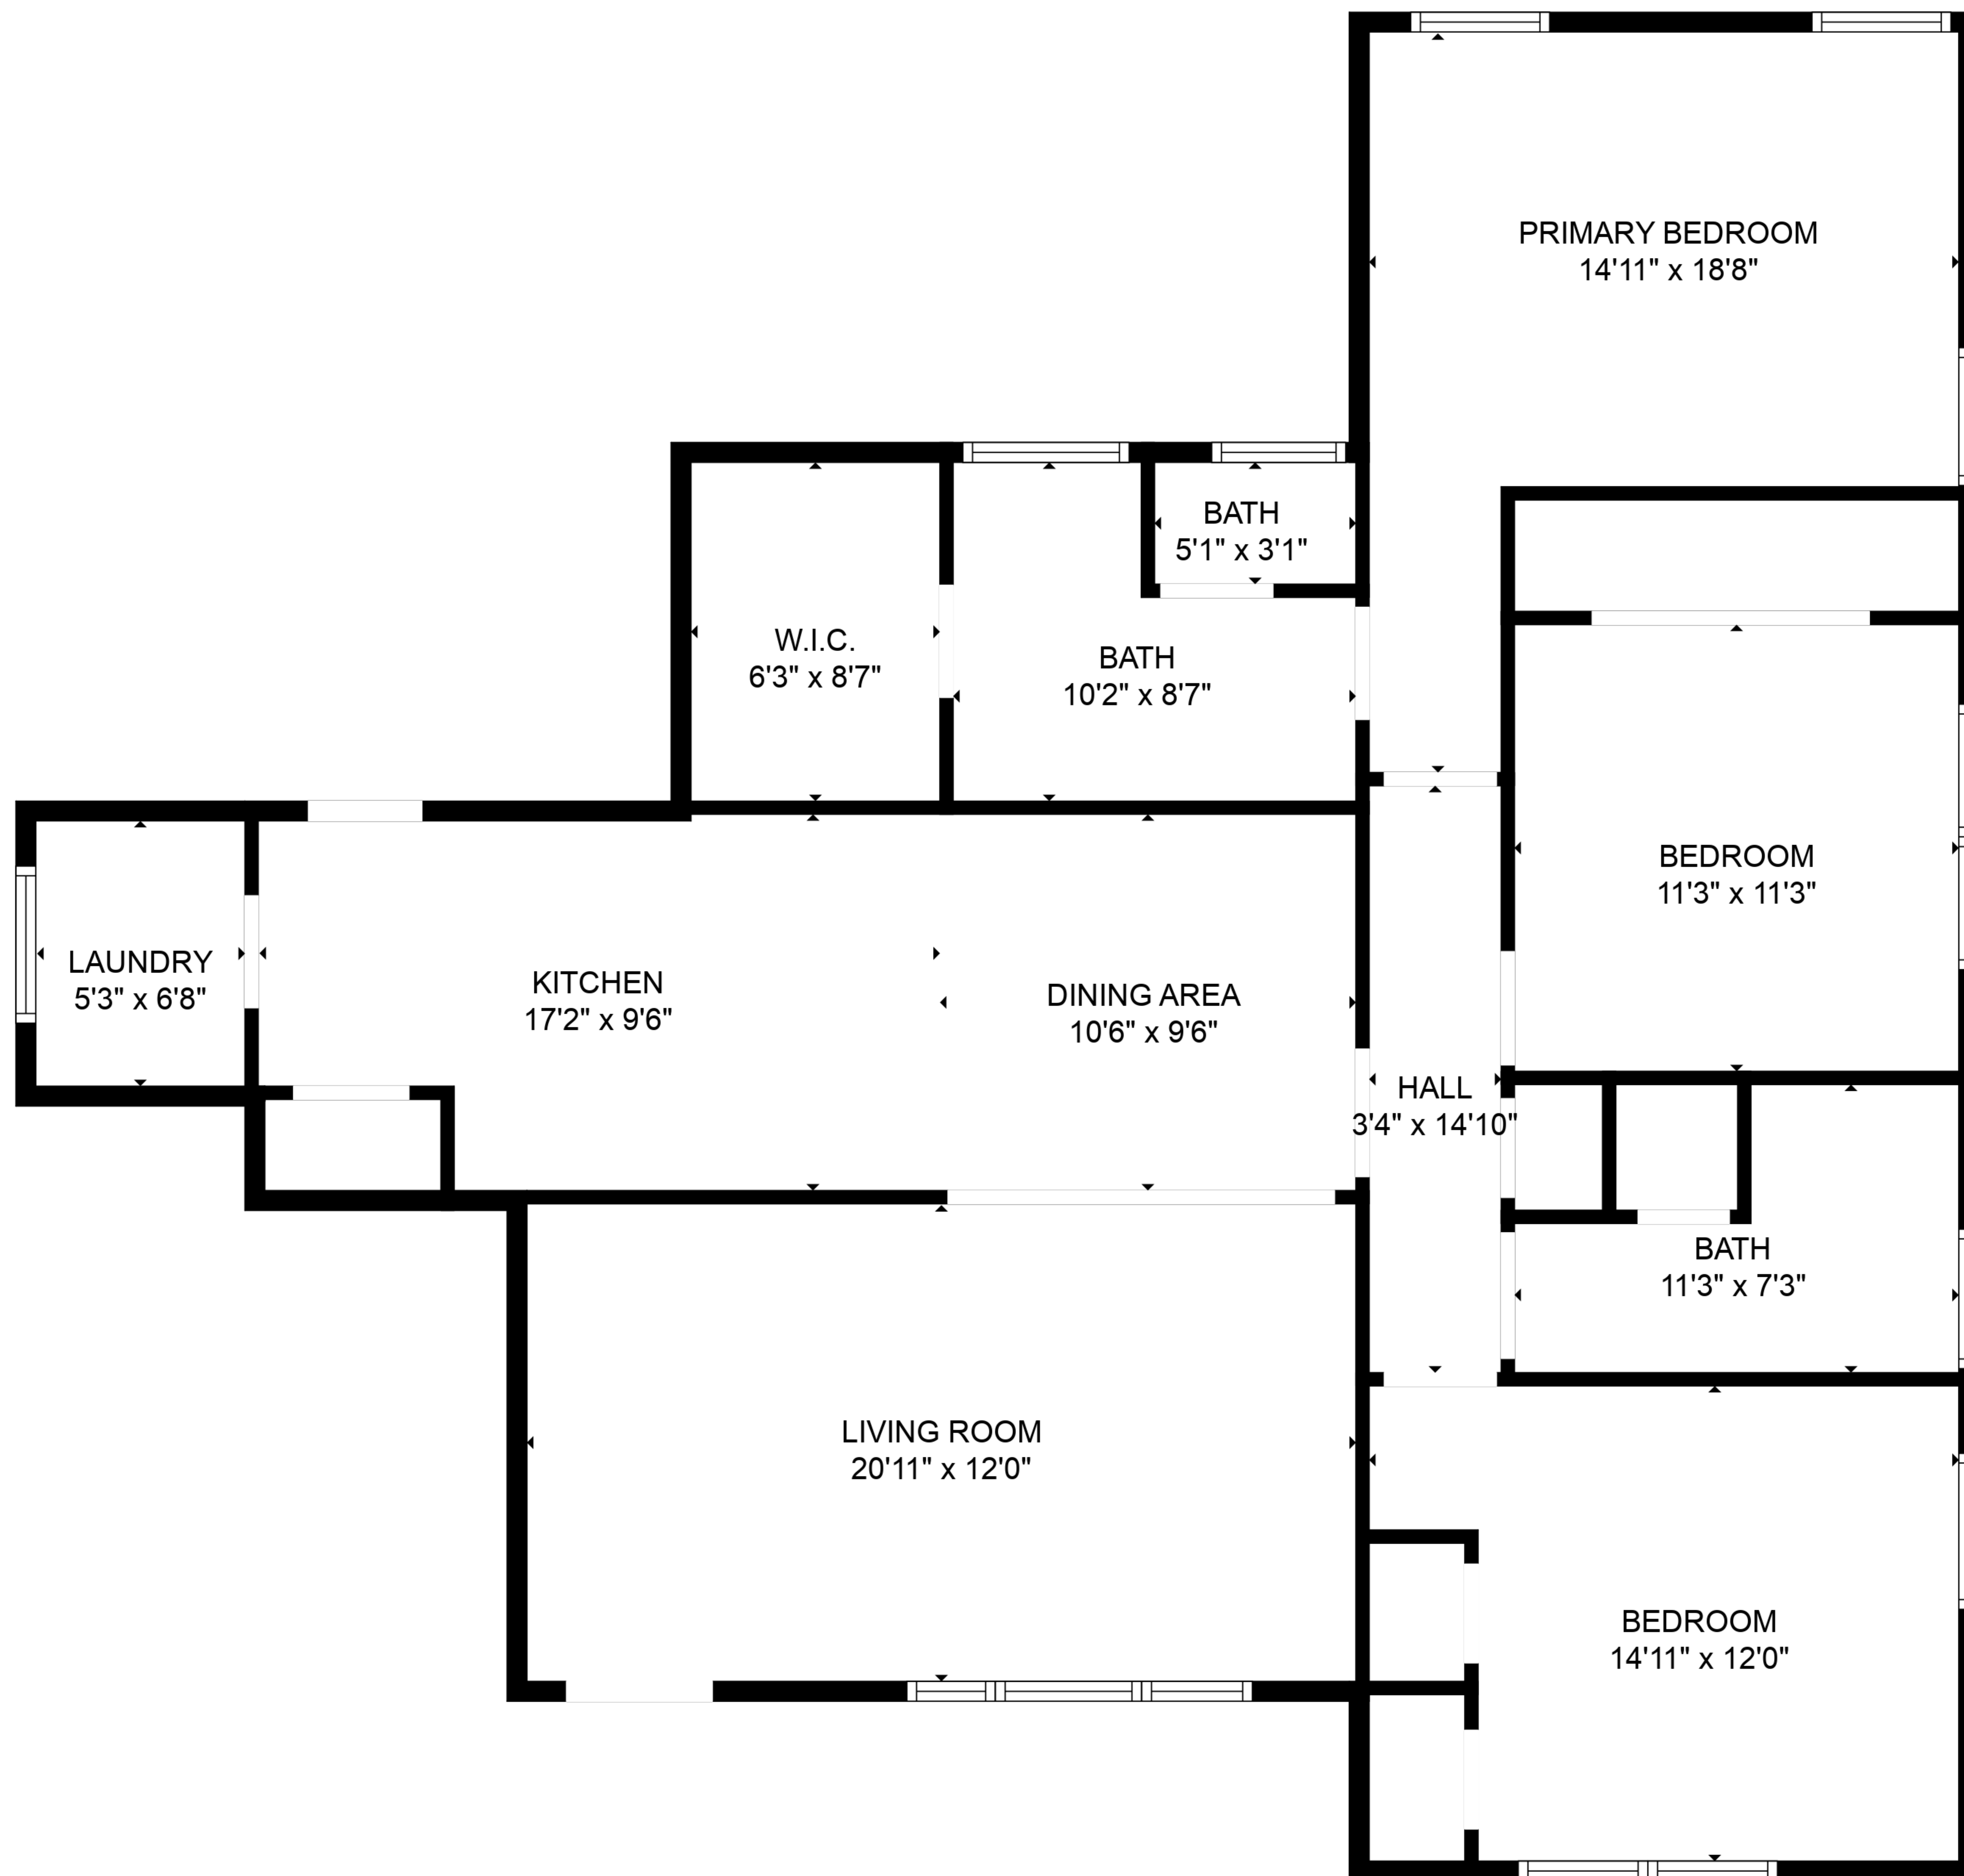 PRIMARY BEDROOM
14'11" x 18'8"
BATH
5'1" x 3'1"
W.I.C.
6'3" x 8'7"
BATH
10'2" x 8'7"
BEDROOM
11'3" x 11'3"
LAUNDRY
5'3" x 6'8"
KITCHEN
17'2" x 9'6"
DINING AREA
10'6" x 9'6"
HALL
3'4" x 14'10"
BATH
11'3" x 7'3"
LIVING ROOM
20'11" x 12'0"
BEDROOM
14'11" x 12'0"